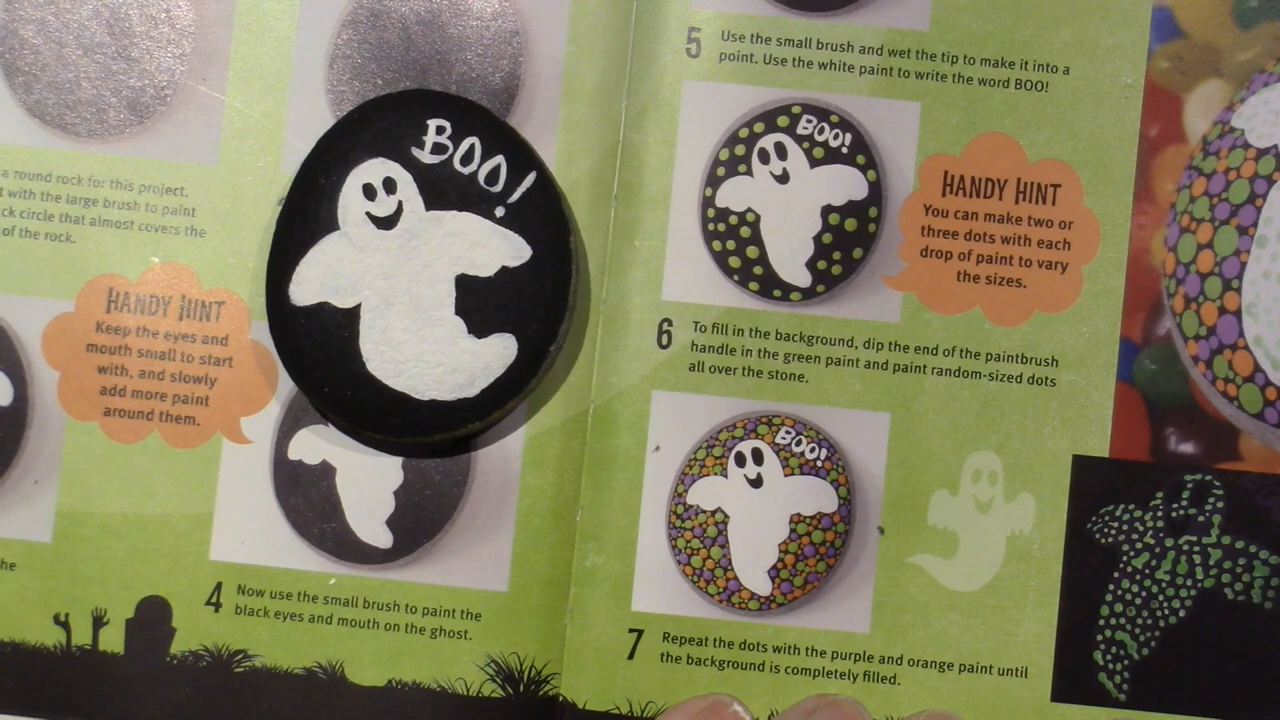 a round rock for this project.
t with the large brush to paint
ck circle that almost covers the
of the rock.
HANDY HINT
Keep the eyes and
mouth small to start
with, and slowly
add more paint
around them.
he
BOO!
4 Now use the small brush to paint the
black eyes and mouth on the ghost.
5 Use the small brush and wet the tip to make it into a
point. Use the white paint to write the word BOO!
BOO!
HANDY HINT
You can make two or
three dots with each
drop of paint to vary
the sizes.
6 To fill in the background, dip the end of the paintbrush
handle in the green paint and paint random-sized dots
all over the stone.
BOO!
7 Repeat the dots with the purple and orange paint until
the background is completely filled.